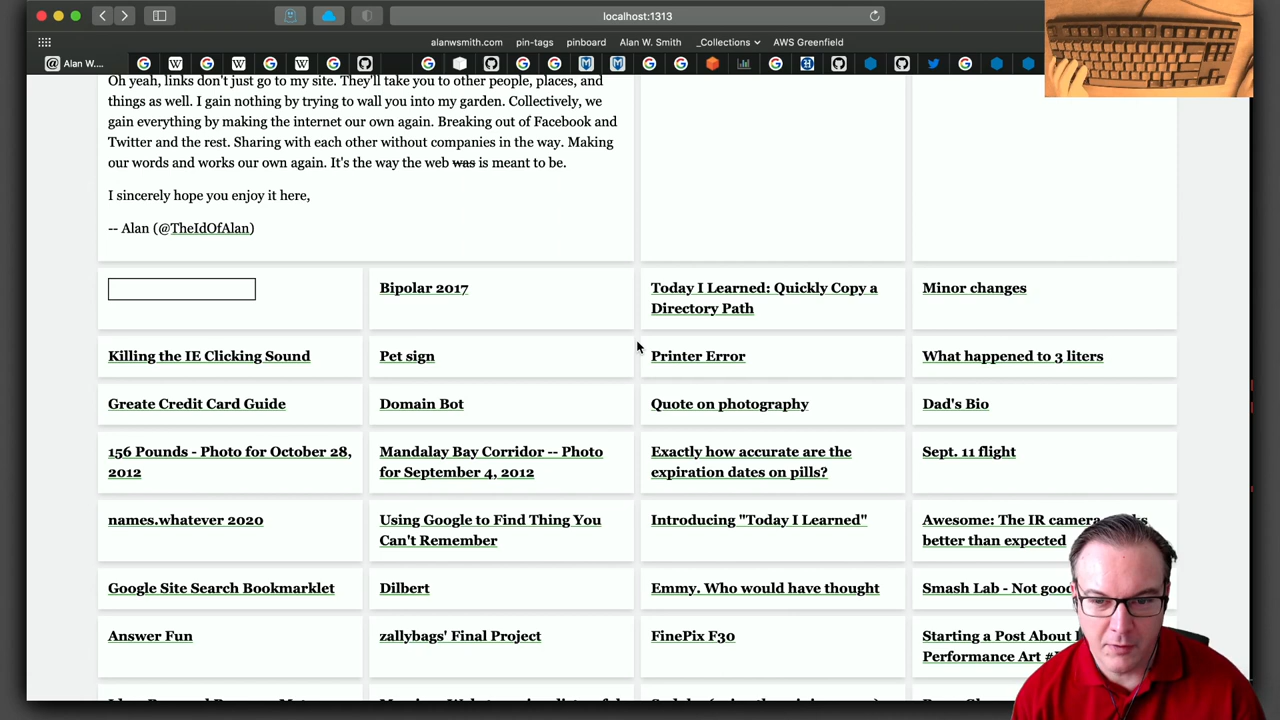 localhost:1313
alanwsmith.com pin-tags pinboard Alan W. Smith _Collections AWS Greenfield
Alan W....
Oh yeah, links don't just go to my site. They'll take you to other people, places, and
things as well. I gain nothing by trying to wall you into my garden. Collectively, we
gain everything by making the internet our own again. Breaking out of Facebook and
Twitter and the rest. Sharing with each other without companies in the way. Making
our words and works our own again. It's the way the web was is meant to be.
I sincerely hope you enjoy it here,
-- Alan (@TheIdOfAlan)
Bipolar 2017
Today I Learned: Quickly Copy a
Directory Path
Minor changes
Killing the IE Clicking Sound
Pet sign
Printer Error
What happened to 3 liters
Greate Credit Card Guide
Domain Bot
Quote on photography
Dad's Bio
156 Pounds - Photo for October 28,
2012
Mandalay Bay Corridor -- Photo
for September 4, 2012
Exactly how accurate are the
expiration dates on pills?
Sept. 11 flight
names.whatever 2020
Using Google to Find Thing You
Can't Remember
Introducing "Today I Learned"
Awesome: The IR camera
better than expected
Google Site Search Bookmarklet
Dilbert
Emmy. Who would have thought
Smash Lab - Not
Answer Fun
zallybags' Final Project
FinePix F30
Starting a Post About
Performance Art